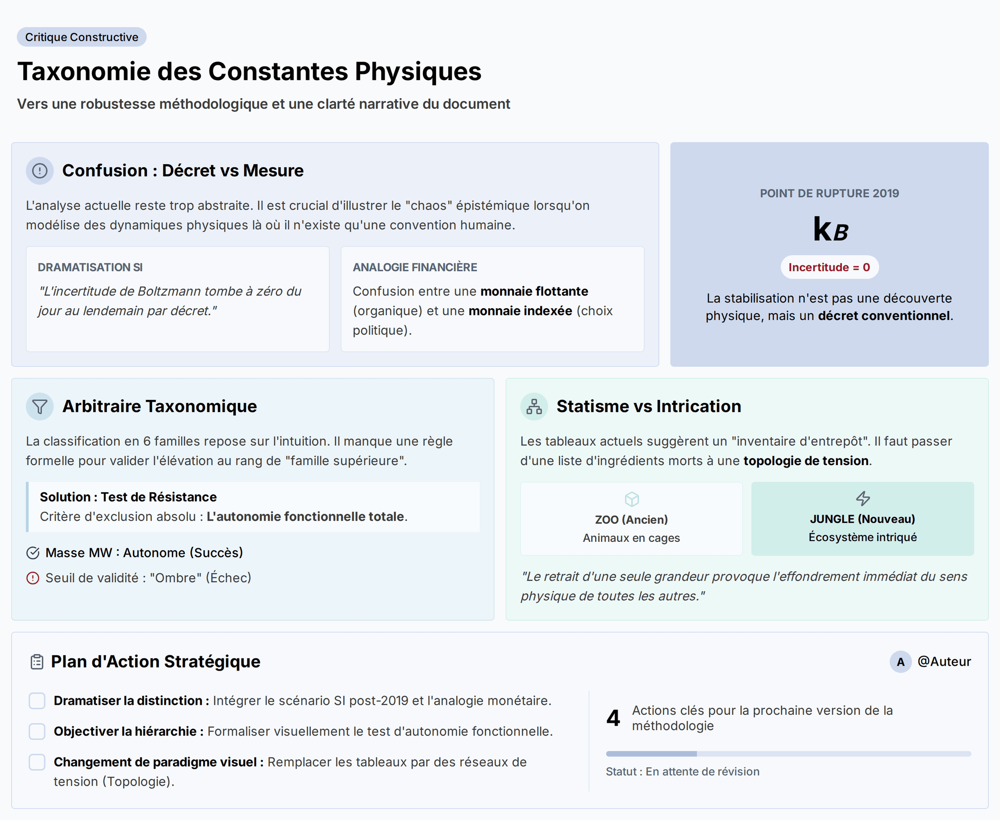 Critique Constructive
Taxonomie des Constantes Physiques
Vers une robustesse méthodologique et une clarté narrative du document
Confusion : Décret vs Mesure
L'analyse actuelle reste trop abstraite. Il est crucial d'illustrer le "chaos" épistémique lorsqu'on
modélise des dynamiques physiques là où il n'existe qu'une convention humaine.
DRAMATISATION SI
"L'incertitude de Boltzmann tombe à zéro du
jour au lendemain par décret."
ANALOGIE FINANCIÈRE
Confusion entre une monnaie flottante
(organique) et une monnaie indexée (choix
politique).
POINT DE RUPTURE 2019
kB
Incertitude = 0
La stabilisation n'est pas une découverte
physique, mais un décret conventionnel.
Arbitraire Taxonomique
La classification en 6 familles repose sur l'intuition. Il manque une règle
formelle pour valider l'élévation au rang de "famille supérieure".
Solution : Test de Résistance
Critère d'exclusion absolu : L'autonomie fonctionnelle totale.
Masse MW : Autonome (Succès)
Seuil de validité : "Ombre" (Échec)
Statisme vs Intrication
Les tableaux actuels suggèrent un "inventaire d'entrepôt". Il faut passer
d'une liste d'ingrédients morts à une topologie de tension.
ZOO (Ancien)
Animaux en cages
JUNGLE (Nouveau)
Écosystème intriqué
"Le retrait d'une seule grandeur provoque l'effondrement immédiat du sens
physique de toutes les autres."
Plan d'Action Stratégique
A @Auteur
Dramatiser la distinction : Intégrer le scénario SI post-2019 et l'analogie monétaire.
Objectiver la hiérarchie : Formaliser visuellement le test d'autonomie fonctionnelle.
Changement de paradigme visuel : Remplacer les tableaux par des réseaux de
tension (Topologie).
4 Actions clés pour la prochaine version de la
méthodologie
Statut : En attente de révision